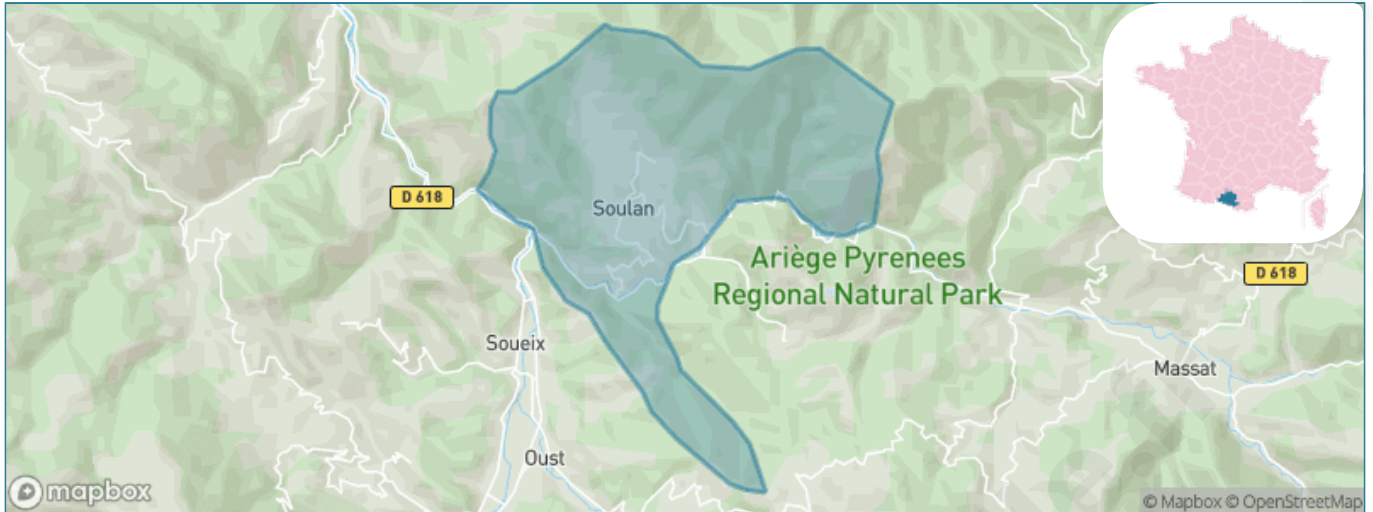 D 618
Soulan
Ariège Pyrenees
Regional Natural Park
D 618
Soueix
Massat
Oust
mapbox
© Mapbox © OpenStreetMap